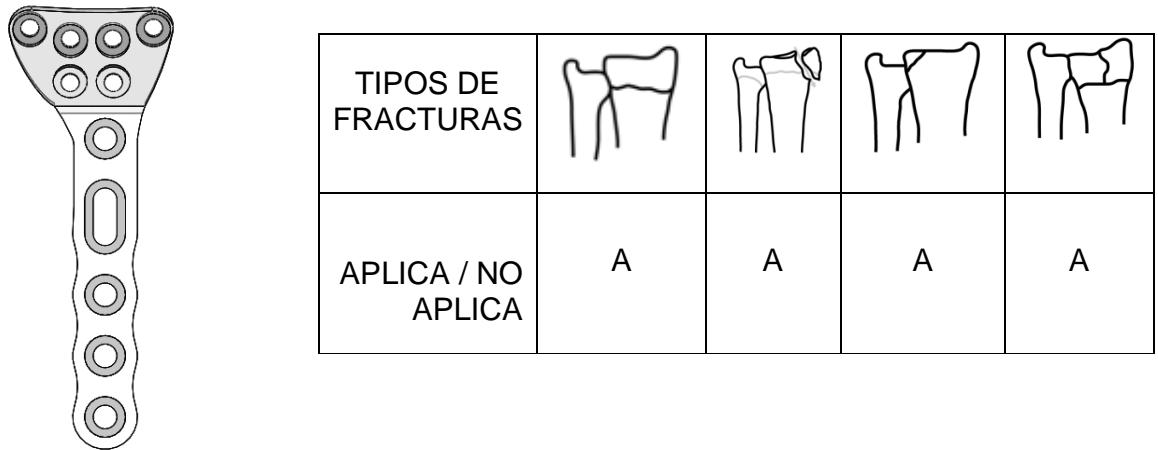 TIPOS DE
FRACTURAS
APLICA / NO
APLICA
A
A
A
A